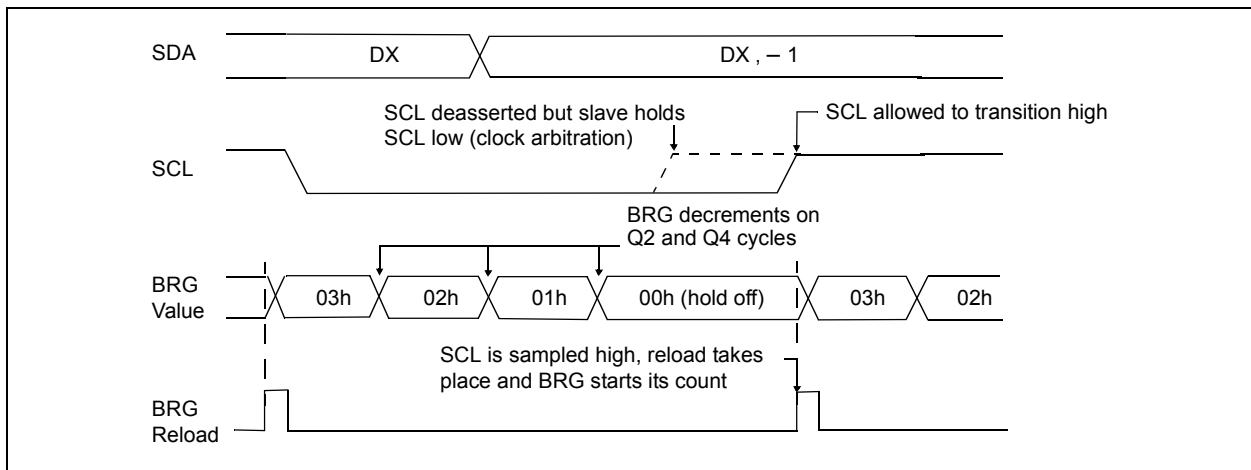 SDA
DX
DX , – 1
SCL deasserted but slave holds
SCL low (clock arbitration)
SCL allowed to transition high
SCL
BRG decrements on
Q2 and Q4 cycles
BRG
Value
03h
02h
01h
00h (hold off)
03h
02h
SCL is sampled high, reload takes
place and BRG starts its count
BRG
Reload